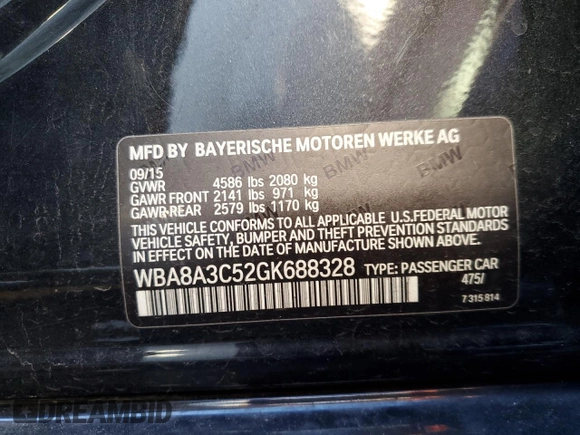 MFD BY BAYERISCHE MOTOREN WERKE AG
09/15
GVWR 4586 lbs 2080 kg
GAWR FRONT 2141 lbs 971 kg
GAWR-REAR 2579 lbs 1170 kg
THIS VEHICLE CONFORMS TO ALL APPLICABLE U.S.FEDERAL MOTOR
VEHICLE SAFETY, BUMPER AND THEFT PREVENTION STANDARDS IN
EFFECT ON THE DATE OF MANUFACTURE SHOWN ABOVE.
WBA8A3C52GK688328 TYPE: PASSENGER CAR
475/
7 315 814
BMW BMW
DREAMBID